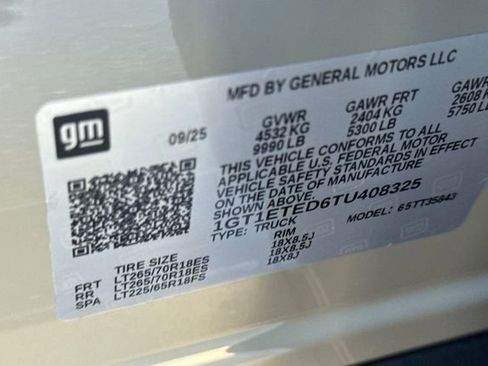 gm
MFD BY GENERAL MOTORS LLC
09/25
GVWR GAWR FRT GAWR
4532 KG 2404 KG 2608 KG
9990 LB 5300 LB 5750 LB
THIS VEHICLE CONFORMS TO ALL
APPLICABLE U.S. FEDERAL MOTOR
VEHICLE SAFETY STANDARDS IN EFFECT
ON THE DATE OF MANUFACTURE
SHOWN ABOVE.
1GT1ETED6TU408325
TYPE: TRUCK MODEL: 65TT35843
TIRE SIZE RIM
FRT LT265/70R18ES 18X8.5J
RR LT265/70R18ES 18X8.5J
SPA LT225/65R18FS 18X8J